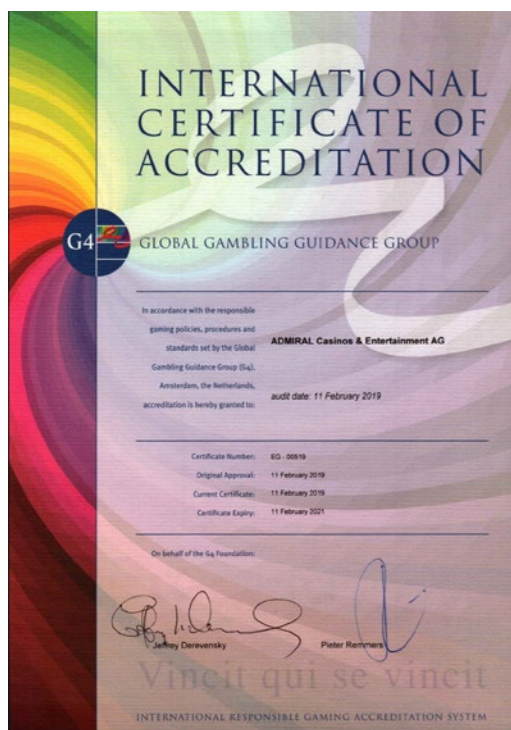 INTERNATIONAL
CERTIFICATE OF
ACCREDITATION
G4
GLOBAL GAMBLING GUIDANCE GROUP
In accordance with the responsible
gaming policies, procedures and
standards set by the Global
Gambling Guidance Group (G4),
Amsterdam, the Netherlands,
accreditation is hereby granted to:
ADMIRAL Casinos & Entertainment AG
audit date: 11 February 2019
Certificate Number: EG - 00519
Original Approval: 11 February 2019
Current Certificate: 11 February 2019
Certificate Expiry: 11 February 2021
On behalf of the G4 Foundation:
Jeffrey Derevensky
Pieter Remmers
Vincit qui se vincit
INTERNATIONAL RESPONSIBLE GAMING ACCREDITATION SYSTEM